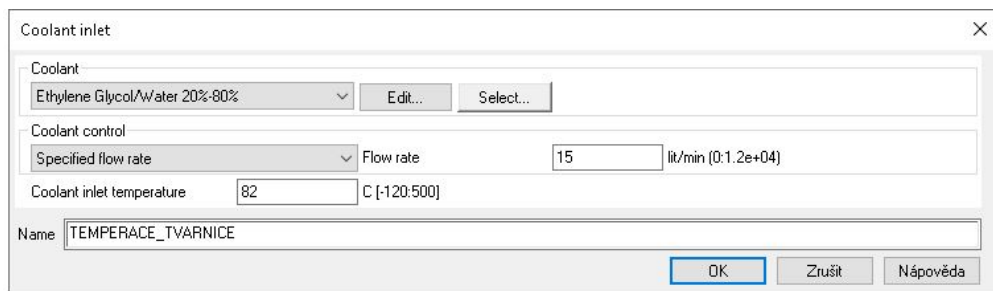 Coolant inlet
Coolant
Ethylene Glycol/Water 20%-80% Edit... Select...
Coolant control
Specified flow rate Flow rate 15 lit/min (0:1.2e+04)
Coolant inlet temperature 82 C [-120:500]
Name TEMPERACE_TVARNICE
OK Zrušit Nápověda